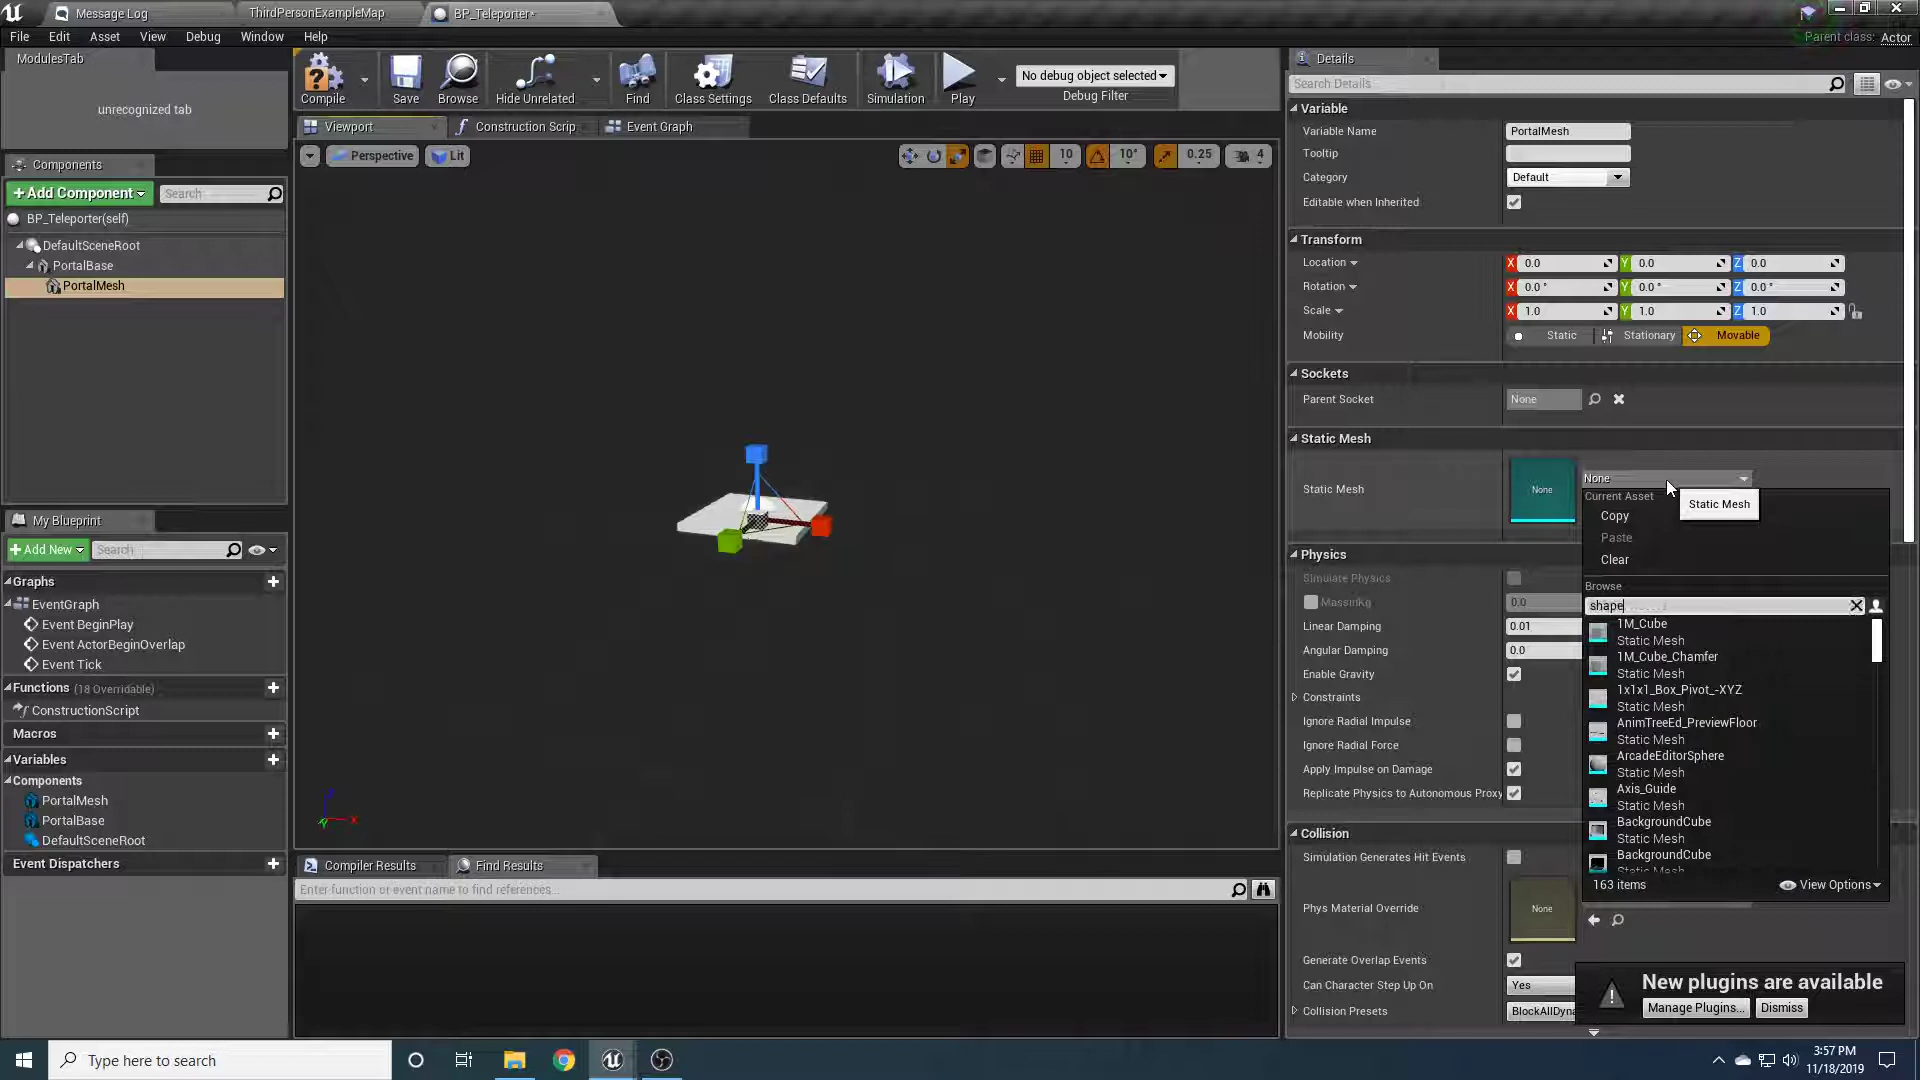 Message Log
ThirdPersonExampleMap
BP_Teleporter*
File Edit Asset View Debug Window Help
Parent class: Actor
ModulesTab
unrecognized tab
Components
+ Add Component
Search
BP_Teleporter(self)
DefaultSceneRoot
PortalBase
PortalMesh
Compile
Save
Browse
Hide Unrelated
Find
Class Settings
Class Defaults
Simulation
Play
No debug object selected
Debug Filter
Viewport
Construction Scrip
Event Graph
Perspective
Lit
10
10°
0.25
4
My Blueprint
+ Add New
Search
Graphs
EventGraph
Event BeginPlay
Event ActorBeginOverlap
Event Tick
Functions (18 Overridable)
ConstructionScript
Macros
Variables
Components
PortalMesh
PortalBase
DefaultSceneRoot
Event Dispatchers
Compiler Results
Find Results
Enter function or event name to find references...
Details
Search Details
Variable
Variable Name PortalMesh
Tooltip
Category Default
Editable when Inherited
Transform
Location X 0.0 Y 0.0 Z 0.0
Rotation X 0.0 ° Y 0.0 ° Z 0.0 °
Scale X 1.0 Y 1.0 Z 1.0
Mobility Static Stationary Movable
Sockets
Parent Socket None
Static Mesh
Static Mesh None None
Static Mesh
Current Asset
Copy
Paste
Clear
Browse
shape
1M_Cube
Static Mesh
1M_Cube_Chamfer
Static Mesh
1x1x1_Box_Pivot_-XYZ
Static Mesh
AnimTreeEd_PreviewFloor
Static Mesh
ArcadeEditorSphere
Static Mesh
Axis_Guide
Static Mesh
BackgroundCube
Static Mesh
BackgroundCube
Static Mesh
163 items
View Options
Physics
Simulate Physics
MassInKg 0.0
Linear Damping 0.01
Angular Damping 0.0
Enable Gravity
Constraints
Ignore Radial Impulse
Ignore Radial Force
Apply Impulse on Damage
Replicate Physics to Autonomous Proxy
Collision
Simulation Generates Hit Events
Phys Material Override None
Generate Overlap Events
Can Character Step Up On Yes
Collision Presets BlockAllDyna
New plugins are available
Manage Plugins...
Dismiss
Type here to search
3:57 PM
11/18/2019